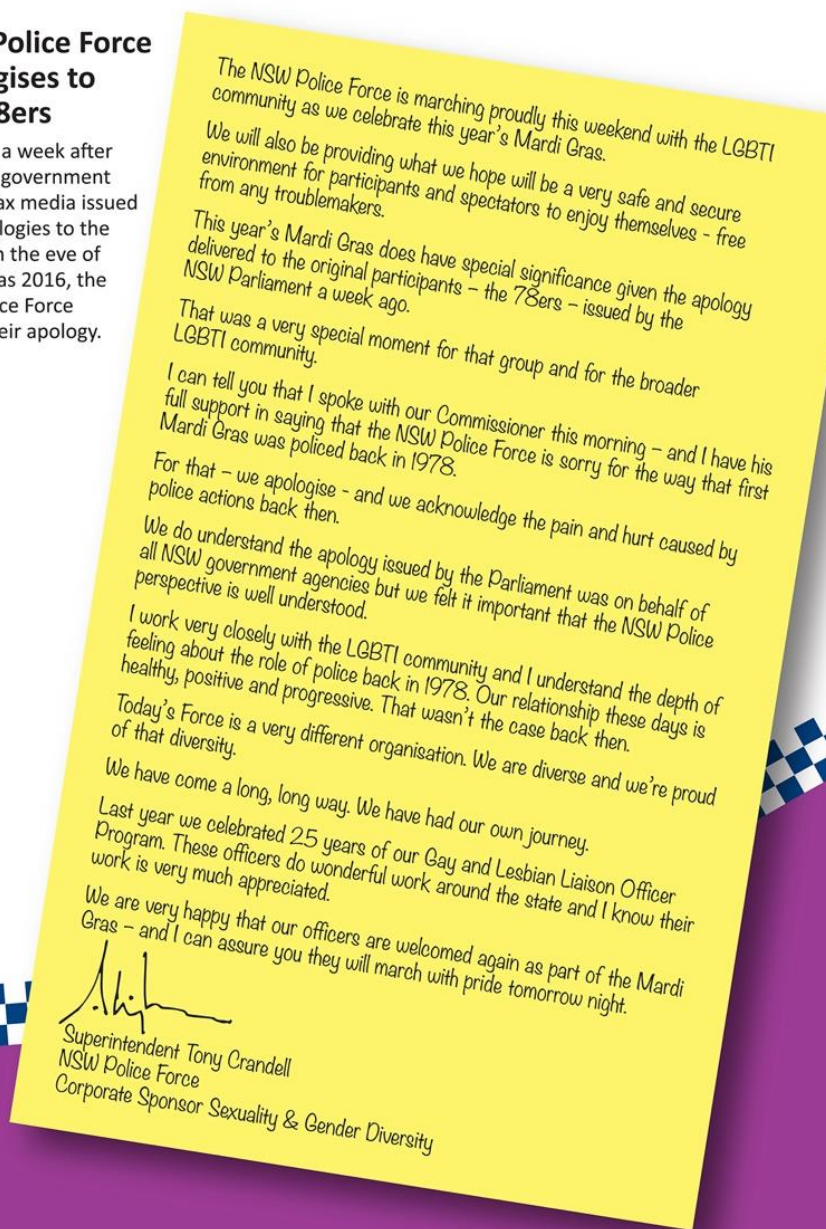 Police Force
gises to
8ers
a week after
government
ax media issued
logies to the
n the eve of
as 2016, the
ce Force
eir apology.
The NSW Police Force is marching proudly this weekend with the LGBTI
community as we celebrate this year's Mardi Gras.
We will also be providing what we hope will be a very safe and secure
environment for participants and spectators to enjoy themselves - free
from any troublemakers.
This year's Mardi Gras does have special significance given the apology
delivered to the original participants – the 78ers – issued by the
NSW Parliament a week ago.
That was a very special moment for that group and for the broader
LGBTI community.
I can tell you that I spoke with our Commissioner this morning – and I have his
full support in saying that the NSW Police Force is sorry for the way that first
Mardi Gras was policed back in 1978.
For that – we apologise - and we acknowledge the pain and hurt caused by
police actions back then.
We do understand the apology issued by the Parliament was on behalf of
all NSW government agencies but we felt it important that the NSW Police
perspective is well understood.
I work very closely with the LGBTI community and I understand the depth of
feeling about the role of police back in 1978. Our relationship these days is
healthy, positive and progressive. That wasn't the case back then.
Today's Force is a very different organisation. We are diverse and we're proud
of that diversity.
We have come a long, long way. We have had our own journey.
Last year we celebrated 25 years of our Gay and Lesbian Liaison Officer
Program. These officers do wonderful work around the state and I know their
work is very much appreciated.
We are very happy that our officers are welcomed again as part of the Mardi
Gras – and I can assure you they will march with pride tomorrow night.
Superintendent Tony Crandell
NSW Police Force
Corporate Sponsor Sexuality & Gender Diversity